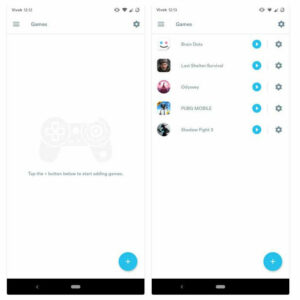 Vivek 12:12
Games
Tap the + button below to start adding games.
Vivek 12:13
Games
Brain Dots
Last Shelter:Survival
Odyssey
PUBG MOBILE
Shadow Fight 3